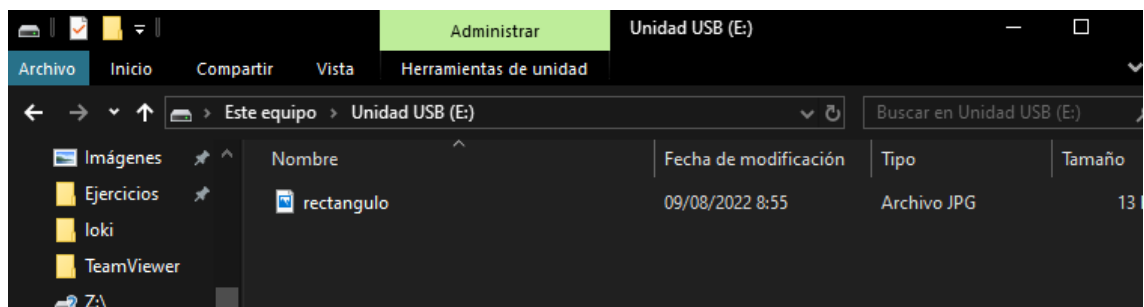 Administrar Unidad USB (E:)
Archivo Inicio Compartir Vista Herramientas de unidad
Este equipo > Unidad USB (E:) Buscar en Unidad USB (E:)
Imágenes Nombre Fecha de modificación Tipo Tamaño
Ejercicios rectangulo 09/08/2022 8:55 Archivo JPG 13
loki
TeamViewer
Z:\